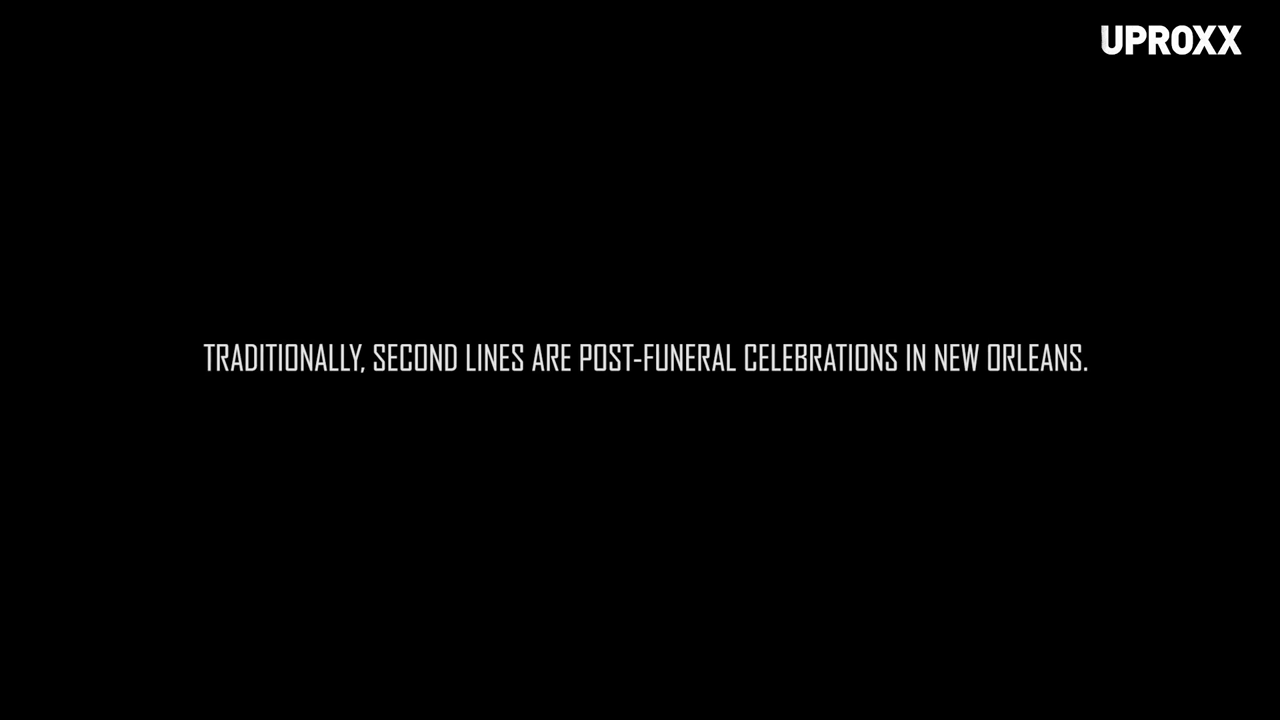 UPROXX
TRADITIONALLY, SECOND LINES ARE POST-FUNERAL CELEBRATIONS IN NEW ORLEANS.